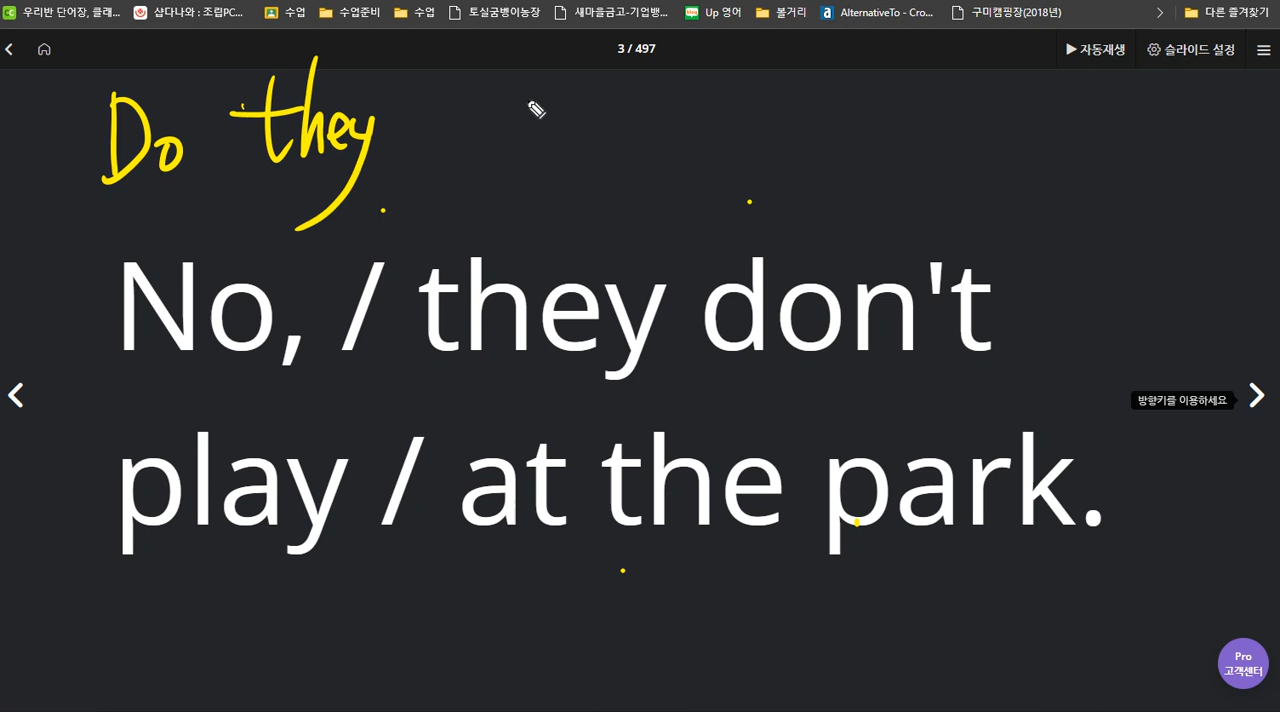 우리반 단어장, 클래... 샵다나와 : 조립PC... 수업 수업준비 수업 토실굼벵이농장 새마을금고-기업뱅... Up 영어 볼거리 AlternativeTo - Cro... 구미캠핑장(2018년) 다른 즐겨찾기
3 / 497 자동재생 슬라이드 설정
Do they
No, / they don't
방향키를 이용하세요
play / at the park.
Pro
고객센터